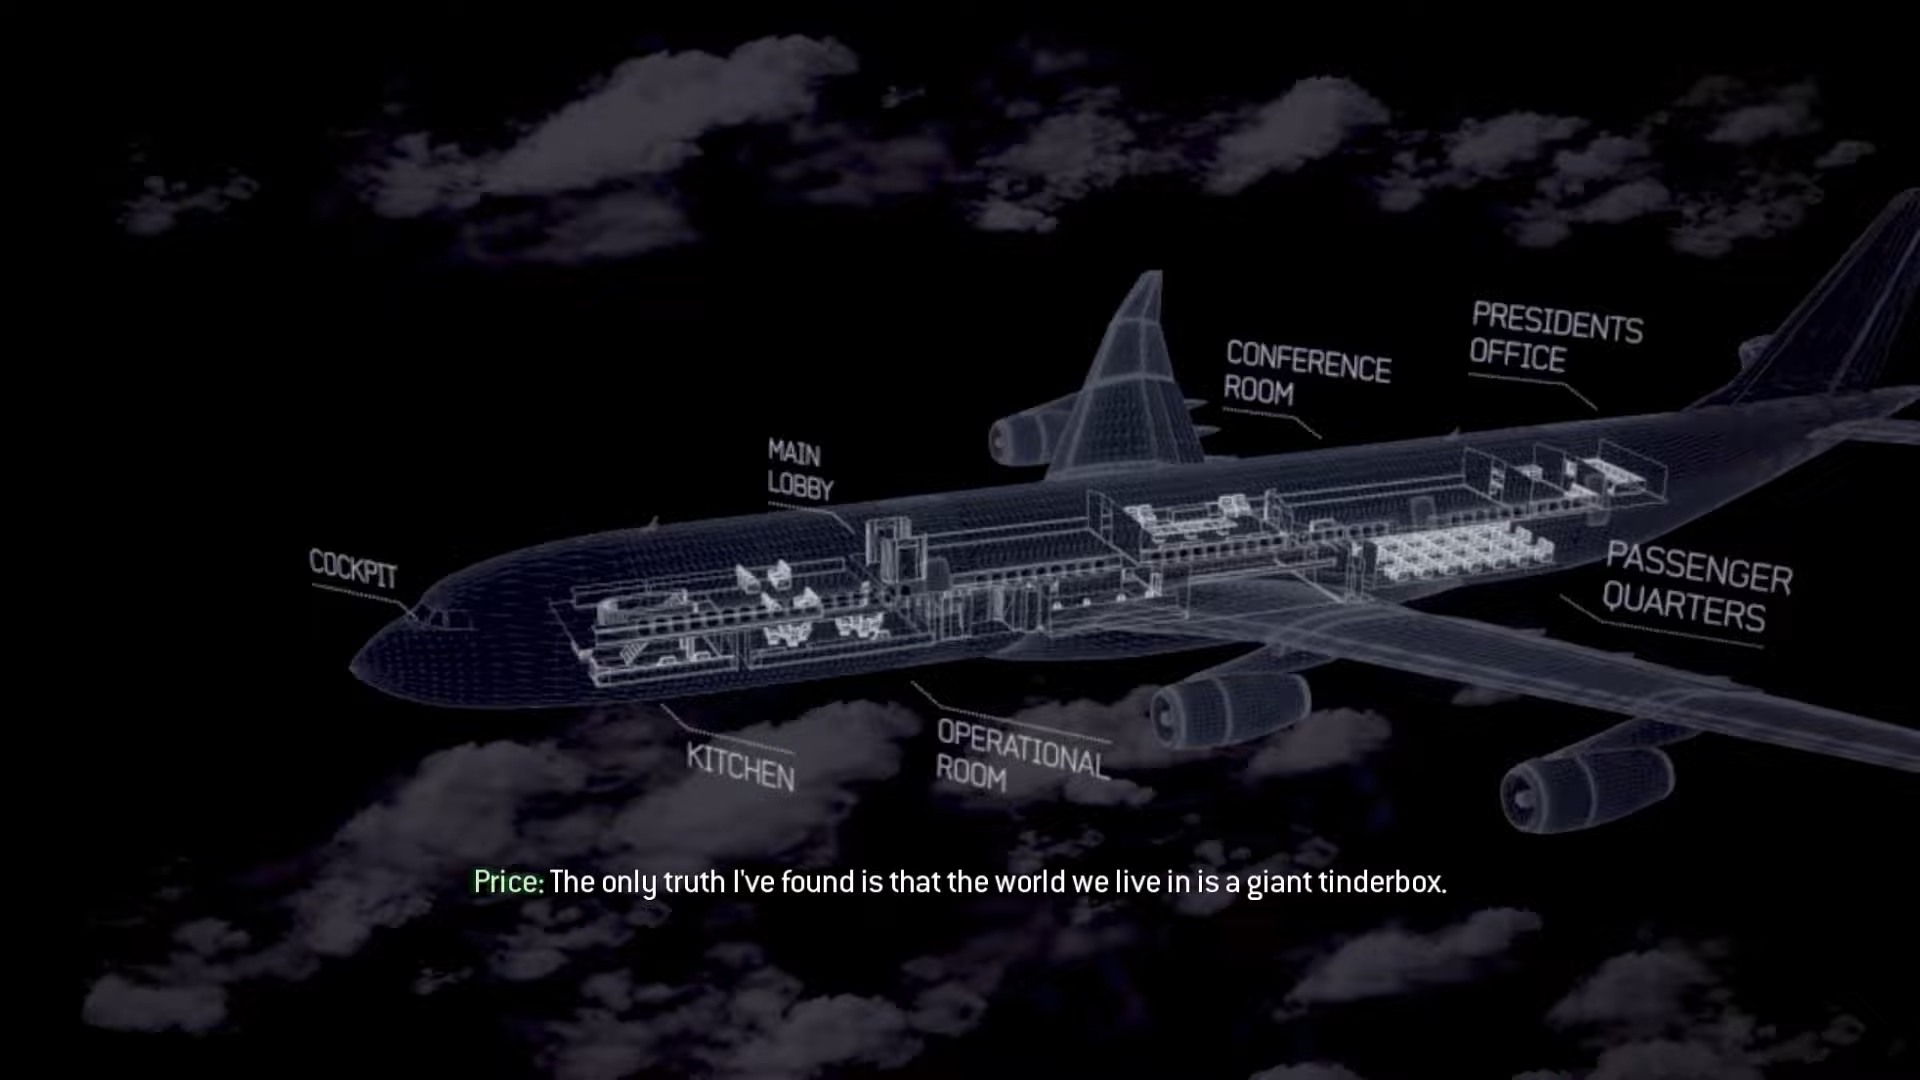 PRESIDENTS
OFFICE
CONFERENCE
ROOM
MAIN
LOBBY
COCKPIT
PASSENGER
QUARTERS
OPERATIONAL
ROOM
KITCHEN
Price: The only truth I've found is that the world we live in is a giant tinderbox.